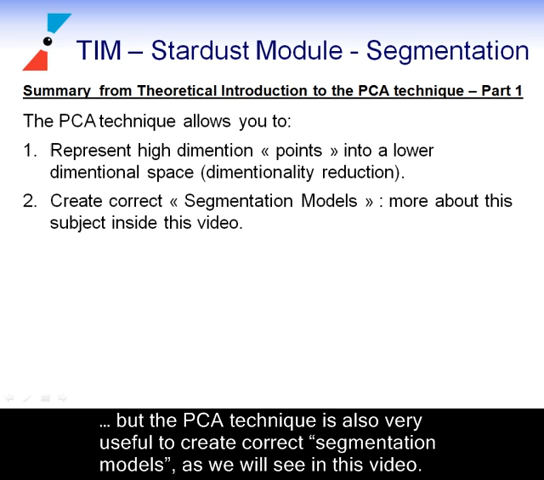 TIM – Stardust Module - Segmentation
Summary from Theoretical Introduction to the PCA technique – Part 1
The PCA technique allows you to:
1. Represent high dimention « points » into a lower
dimentional space (dimentionality reduction).
2. Create correct « Segmentation Models » : more about this
subject inside this video.
... but the PCA technique is also very
useful to create correct “segmentation
models”, as we will see in this video.